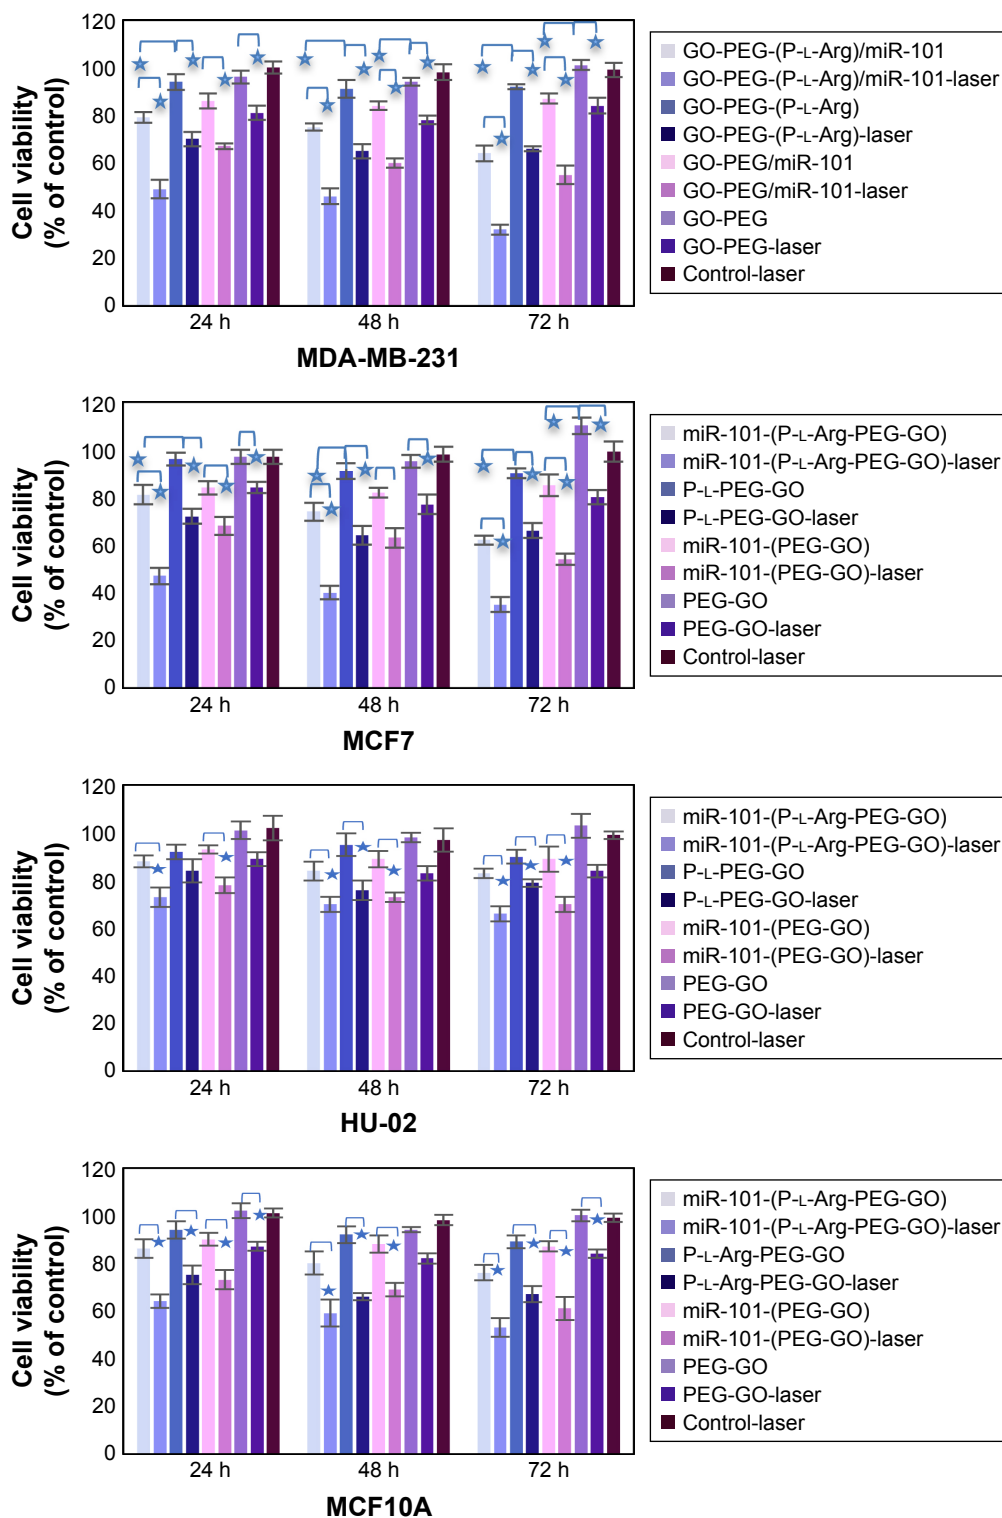 Cell viability
(% of control)
120
100
80
60
40
20
0
24 h
48 h
72 h
MDA-MB-231
GO-PEG-(P-L-Arg)/miR-101
GO-PEG-(P-L-Arg)/miR-101-laser
GO-PEG-(P-L-Arg)
GO-PEG-(P-L-Arg)-laser
GO-PEG/miR-101
GO-PEG/miR-101-laser
GO-PEG
GO-PEG-laser
Control-laser
Cell viability
(% of control)
120
100
80
60
40
20
0
24 h
48 h
72 h
MCF7
miR-101-(P-L-Arg-PEG-GO)
miR-101-(P-L-Arg-PEG-GO)-laser
P-L-PEG-GO
P-L-PEG-GO-laser
miR-101-(PEG-GO)
miR-101-(PEG-GO)-laser
PEG-GO
PEG-GO-laser
Control-laser
Cell viability
(% of control)
120
100
80
60
40
20
0
24 h
48 h
72 h
HU-02
miR-101-(P-L-Arg-PEG-GO)
miR-101-(P-L-Arg-PEG-GO)-laser
P-L-PEG-GO
P-L-PEG-GO-laser
miR-101-(PEG-GO)
miR-101-(PEG-GO)-laser
PEG-GO
PEG-GO-laser
Control-laser
Cell viability
(% of control)
120
100
80
60
40
20
0
24 h
48 h
72 h
MCF10A
miR-101-(P-L-Arg-PEG-GO)
miR-101-(P-L-Arg-PEG-GO)-laser
P-L-Arg-PEG-GO
P-L-Arg-PEG-GO-laser
miR-101-(PEG-GO)
miR-101-(PEG-GO)-laser
PEG-GO
PEG-GO-laser
Control-laser